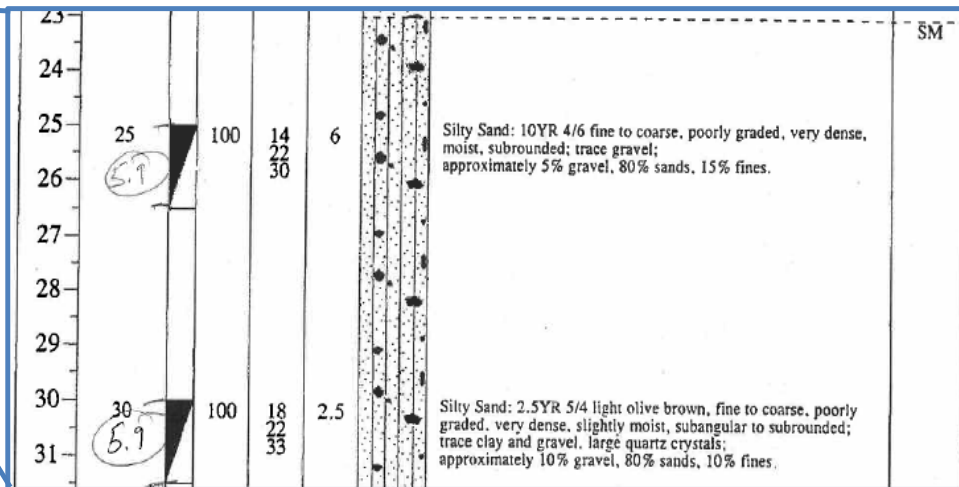 23
SM
24
25 25 100 14 6 Silty Sand: 10YR 4/6 fine to coarse, poorly graded, very dense,
22 moist, subrounded; trace gravel;
30 approximately 5% gravel, 80% sands, 15% fines.
5.9
26
27
28
29
30 30 100 18 2.5 Silty Sand: 2.5YR 5/4 light olive brown, fine to coarse, poorly
22 graded, very dense, slightly moist, subangular to subrounded;
33 trace clay and gravel, large quartz crystals;
5.9
31 approximately 10% gravel, 80% sands, 10% fines.